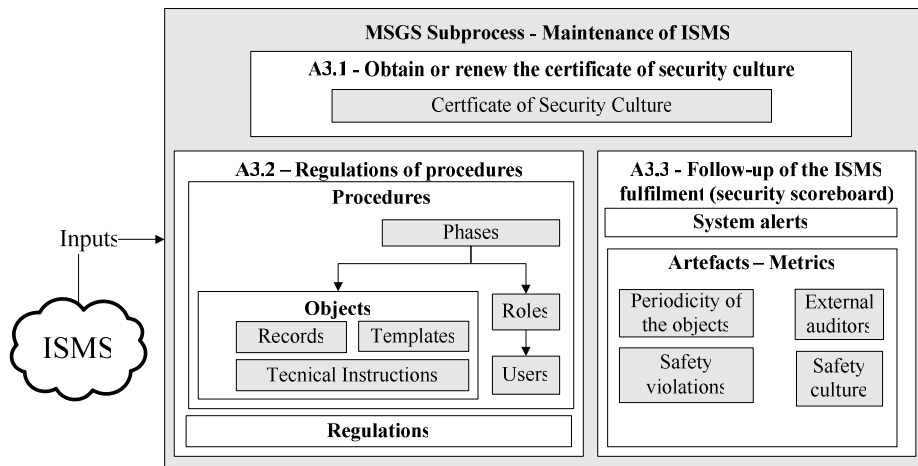 MSGS Subprocess - Maintenance of ISMS
A3.1 - Obtain or renew the certificate of security culture
Certficate of Security Culture
A3.2 – Regulations of procedures
Procedures
Phases
Objects
Records
Templates
Tecnical Instructions
Roles
Users
Regulations
A3.3 - Follow-up of the ISMS
fulfilment (security scoreboard)
System alerts
Artefacts – Metrics
Periodicity of
the objects
External
auditors
Safety
violations
Safety
culture
Inputs
ISMS